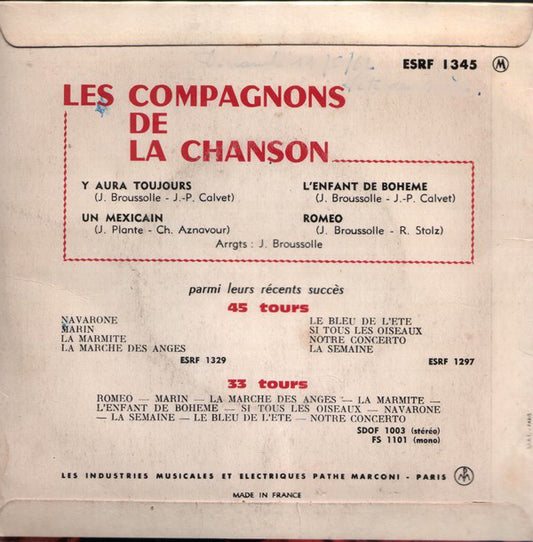 ESRF 1345 M
LES COMPAGNONS
DE
LA CHANSON
Y AURA TOUJOURS
(J. Broussolle - J.-P. Calvet)
L'ENFANT DE BOHEME
(J. Broussolle - J.-P. Calvet)
UN MEXICAIN
(J. Plante - Ch. Aznavour)
ROMEO
(J. Broussolle - R. Stolz)
Arrgts : J. Broussolle
parmi leurs récents succès
45 tours
NAVARONE
MARIN
LA MARMITE
LA MARCHE DES ANGES
ESRF 1329
LE BLEU DE L'ETE
SI TOUS LES OISEAUX
NOTRE CONCERTO
LA SEMAINE
ESRF 1297
33 tours
ROMEO — MARIN — LA MARCHE DES ANGES — LA MARMITE —
L'ENFANT DE BOHEME — SI TOUS LES OISEAUX — NAVARONE
— LA SEMAINE — LE BLEU DE L'ETE — NOTRE CONCERTO
SDOF 1003 (stéréo)
FS 1101 (mono)
LES INDUSTRIES MUSICALES ET ELECTRIQUES PATHE MARCONI - PARIS
MADE IN FRANCE